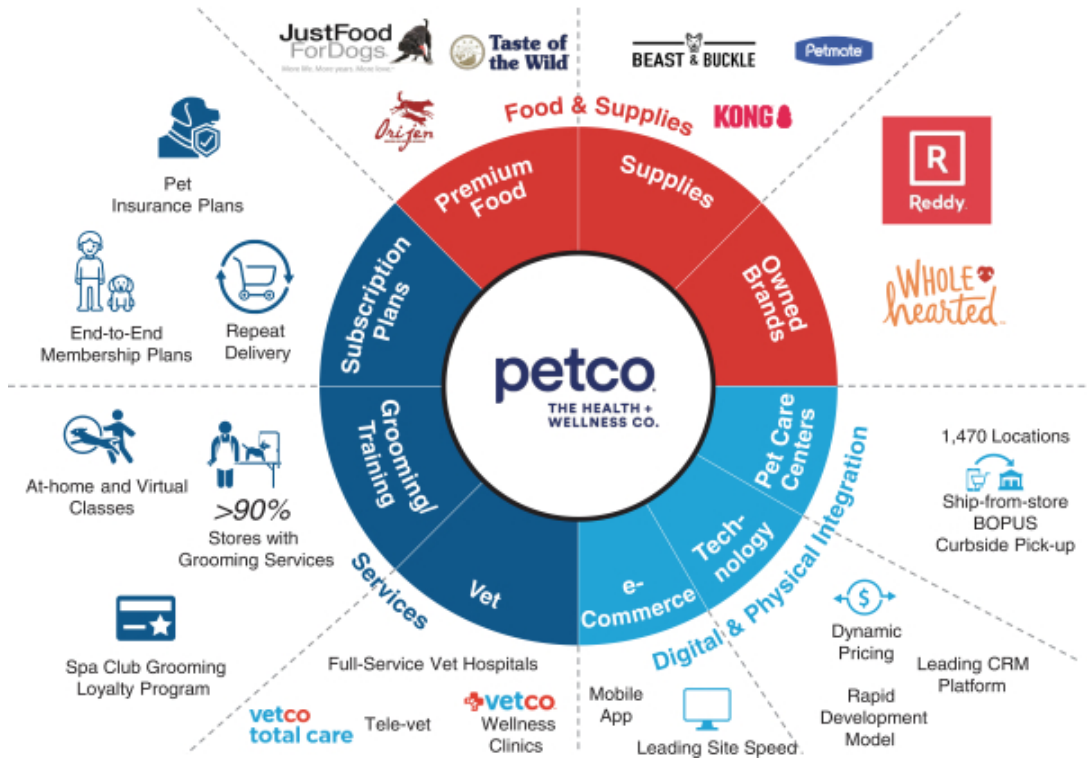 JustFood
ForDogs
More life. More years. More love.
Taste of
the Wild
Orijen
Food & Supplies
BEAST & BUCKLE
Petmate
KONG
R
Reddy
WHOLE
hearted
Premium
Food
Supplies
Owned
Brands
Pet
Insurance Plans
End-to-End
Membership Plans
Repeat
Delivery
Subscription
Plans
petco
THE HEALTH +
WELLNESS CO.
Grooming/
Training
Vet
Services
At-home and Virtual
Classes
>90%
Stores with
Grooming Services
Spa Club Grooming
Loyalty Program
Full-Service Vet Hospitals
vetco
total care
Tele-vet
vetco
Wellness
Clinics
Pet Care
Centers
Tech-
nology
e-
Commerce
Digital & Physical Integration
1,470 Locations
Ship-from-store
BOPUS
Curbside Pick-up
$
Dynamic
Pricing
Leading CRM
Platform
Rapid
Development
Model
Mobile
App
Leading Site Speed